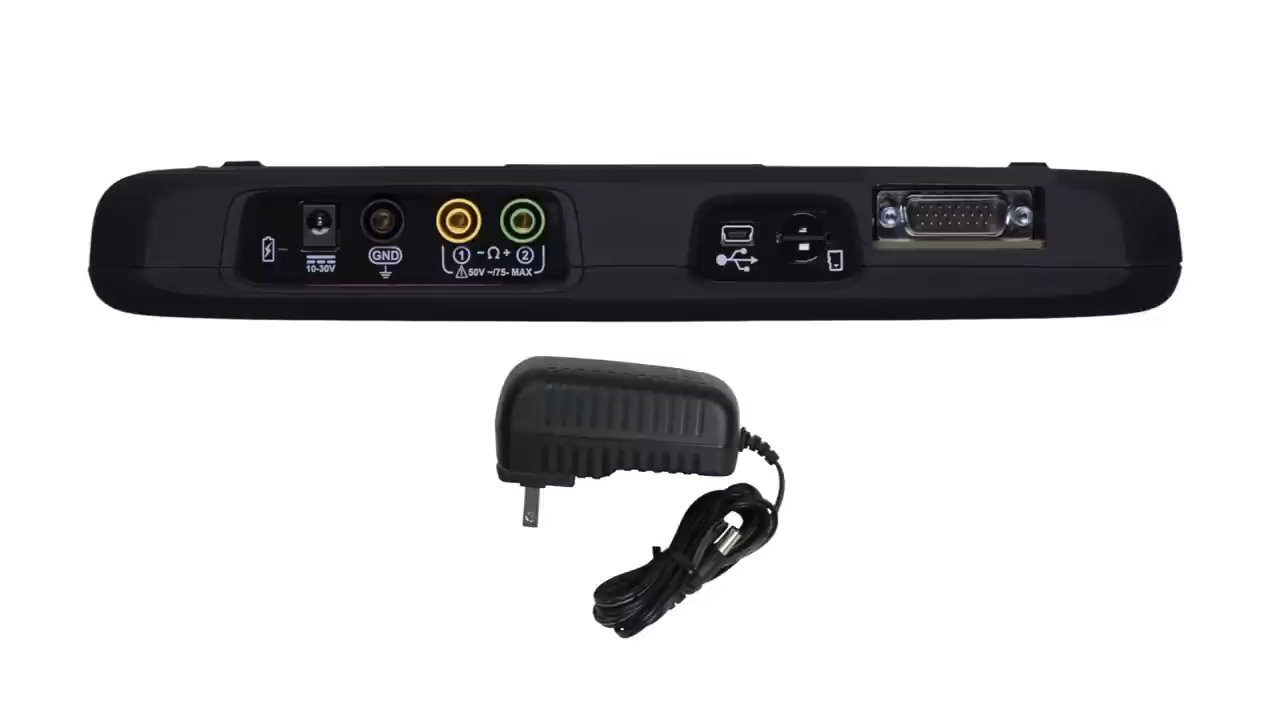 10-30V
GND
1 - Ω + 2
⚠50V ~/75- MAX